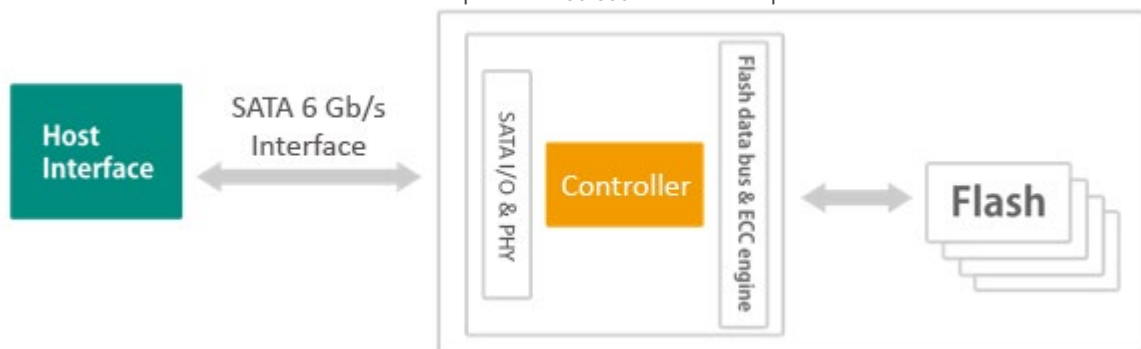 Host
Interface
SATA 6 Gb/s
Interface
SATA I/O & PHY
Controller
Flash data bus & ECC engine
Flash